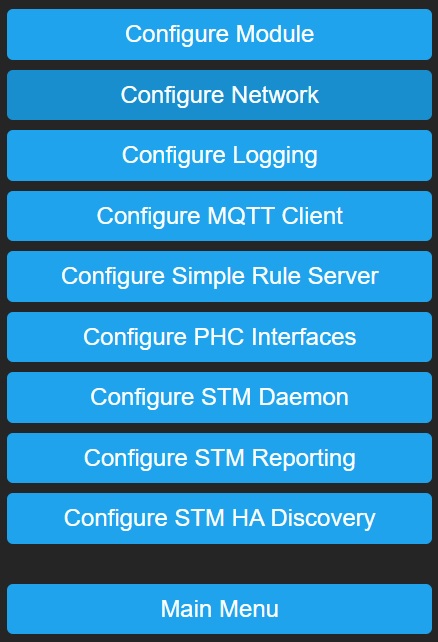 Configure Module
Configure Network
Configure Logging
Configure MQTT Client
Configure Simple Rule Server
Configure PHC Interfaces
Configure STM Daemon
Configure STM Reporting
Configure STM HA Discovery
Main Menu